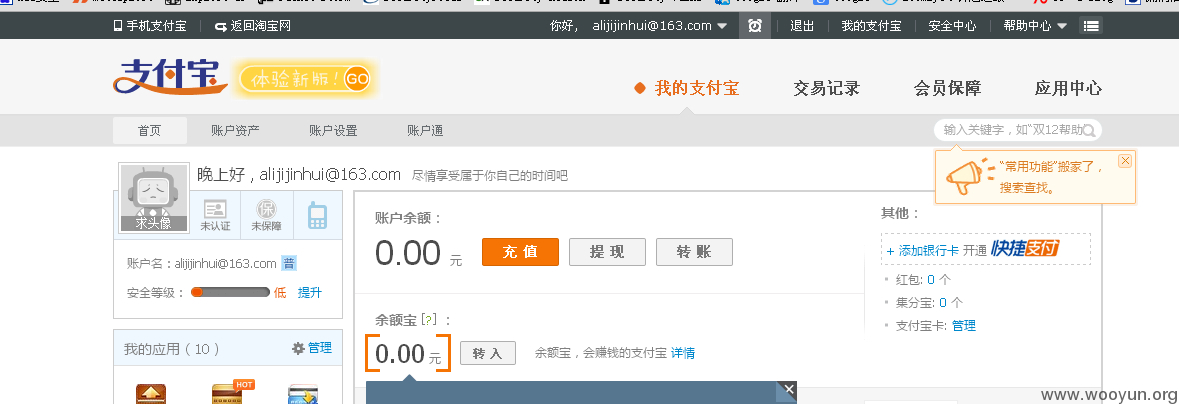 手机支付宝 返回淘宝网 你好， alijijinhui@163.com 退出 我的支付宝 安全中心 帮助中心
支付宝 体验新版！GO 我的支付宝 交易记录 会员保障 应用中心
首页 账户资产 账户设置 账户通 输入关键字，如“双12帮助
“常用功能”搬家了，
搜索查找。
晚上好，alijijinhui@163.com 尽情享受属于你自己的时间吧
求头像 未认证 保 未保障
账户名：alijijinhui@163.com 普
安全等级： 低 提升
我的应用（10） 管理
HOT
账户余额：
0.00 元 充值 提现 转账
余额宝 [?] ：
0.00 元 转入 余额宝，会赚钱的支付宝 详情
其他：
+ 添加银行卡 开通 快捷支付
红包: 0 个
集分宝: 0 个
支付宝卡: 管理
www.wooyun.org